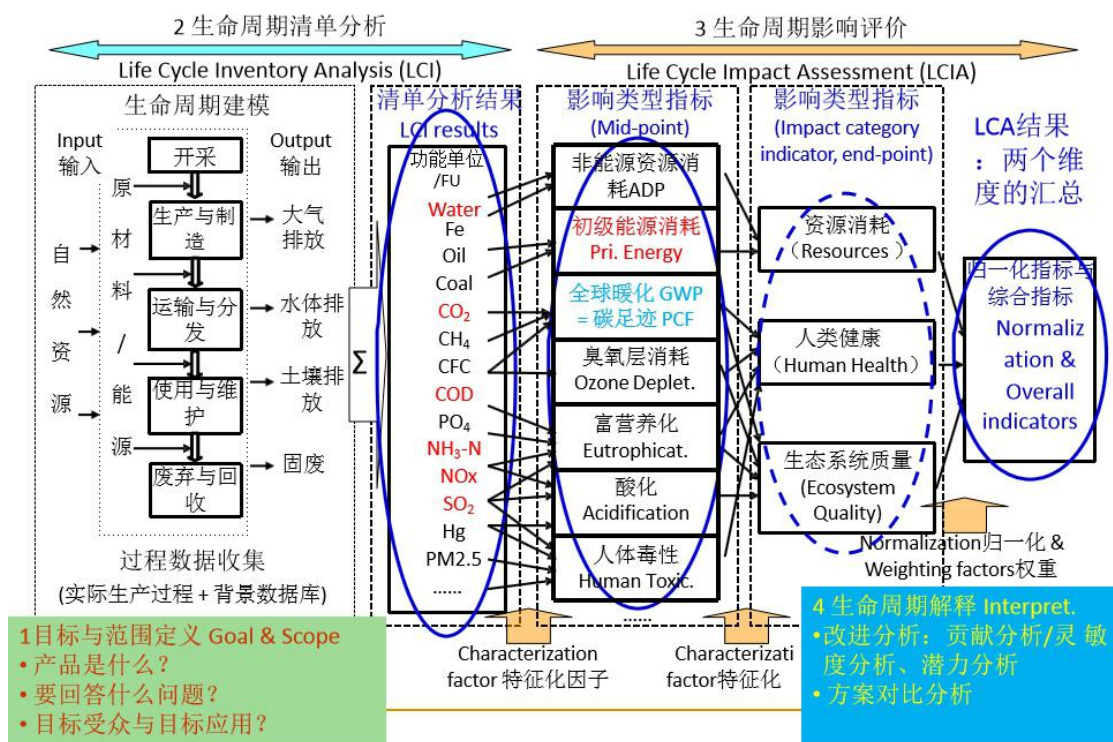 2 生命周期清单分析
3 生命周期影响评价
Life Cycle Inventory Analysis (LCI)
Life Cycle Impact Assessment (LCIA)
生命周期建模
Input
输入
Output
输出
自
然
资
源
原
材
料
/
能
源
开采
生产与制
造
运输与分
发
使用与维
护
废弃与回
收
大气
排放
水体排
放
土壤排
放
固废
过程数据收集
(实际生产过程 + 背景数据库)
Σ
清单分析结果
LCI results
功能单位
/FU
Water
Fe
Oil
Coal
CO₂
CH₄
CFC
COD
PO₄
NH₃-N
NOx
SO₂
Hg
PM2.5
......
影响类型指标
(Mid-point)
非能源资源消
耗ADP
初级能源消耗
Pri. Energy
全球暖化 GWP
= 碳足迹 PCF
臭氧层消耗
Ozone Deplet.
富营养化
Eutrophicat.
酸化
Acidification
人体毒性
Human Toxic.
......
影响类型指标
(Impact category
indicator, end-point)
资源消耗
（Resources ）
人类健康
（Human Health）
生态系统质量
(Ecosystem
Quality)
LCA结果
：两个维
度的汇总
归一化指标与
综合指标
Normaliz
ation &
Overall
indicators
Characterization
factor 特征化因子
Characterizati
factor特征化
Normalization归一化 &
Weighting factors权重
1目标与范围定义 Goal & Scope
• 产品是什么？
• 要回答什么问题？
• 目标受众与目标应用？
4 生命周期解释 Interpret.
•改进分析：贡献分析/灵 敏
度分析、潜力分析
• 方案对比分析